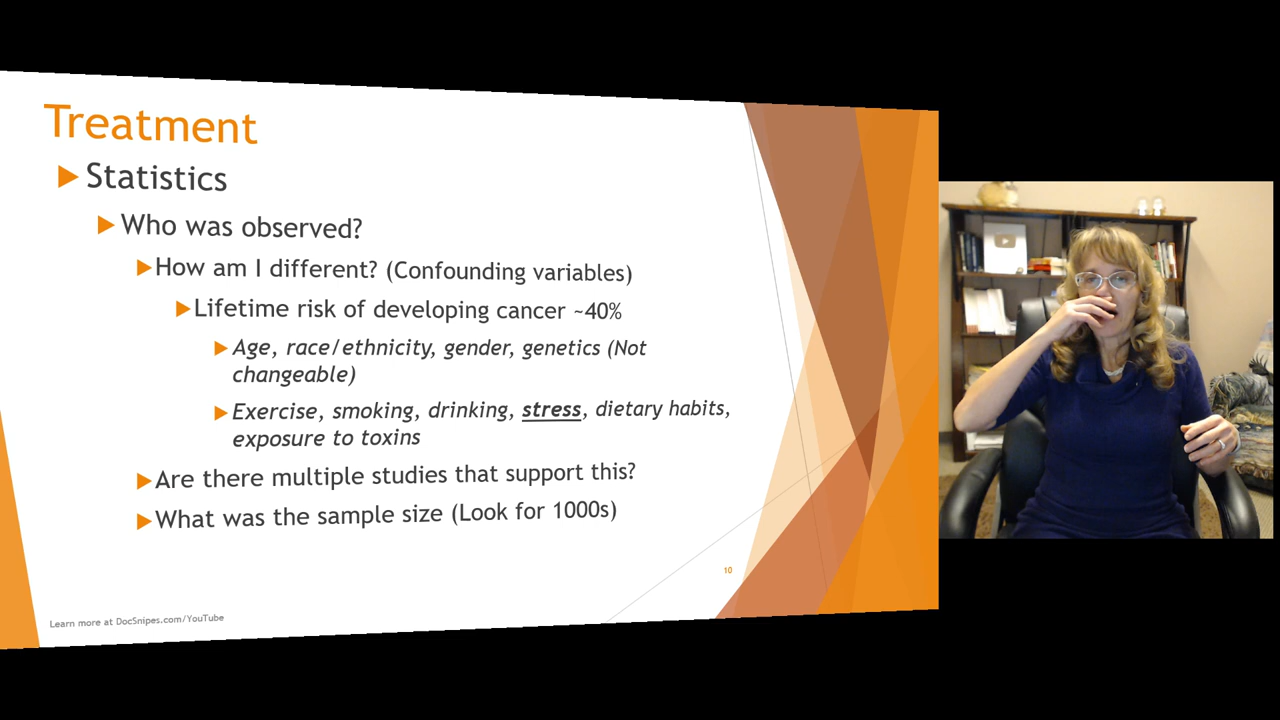 Treatment
Statistics
Who was observed?
How am I different? (Confounding variables)
Lifetime risk of developing cancer ~40%
Age, race/ethnicity, gender, genetics (Not
changeable)
Exercise, smoking, drinking, stress, dietary habits,
exposure to toxins
Are there multiple studies that support this?
What was the sample size (Look for 1000s)
10
Learn more at DocSnipes.com/YouTube